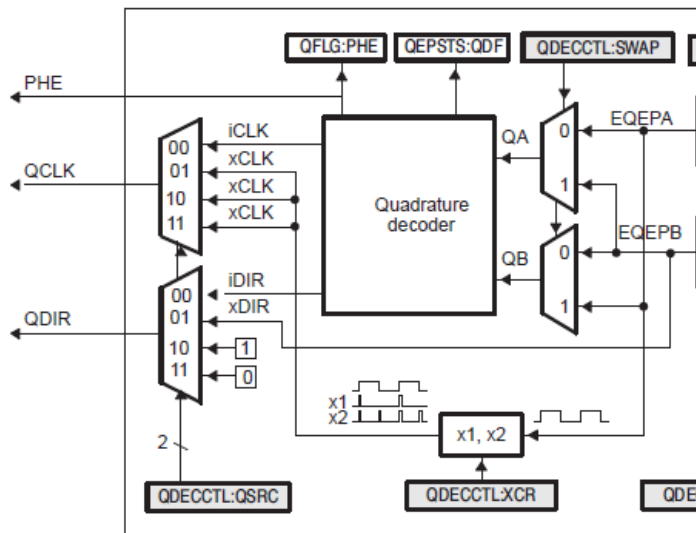 QFLG:PHE
QEPSTS:QDF
QDECCTL:SWAP
PHE
iCLK
xCLK
xCLK
xCLK
QCLK
00
01
10
11
QA
0
1
EQEPA
Quadrature
decoder
EQEPB
QB
0
1
iDIR
xDIR
00
01
10
11
1
0
QDIR
x1
x2
x1, x2
2
QDECCTL:QSRC
QDECCTL:XCR
QDE